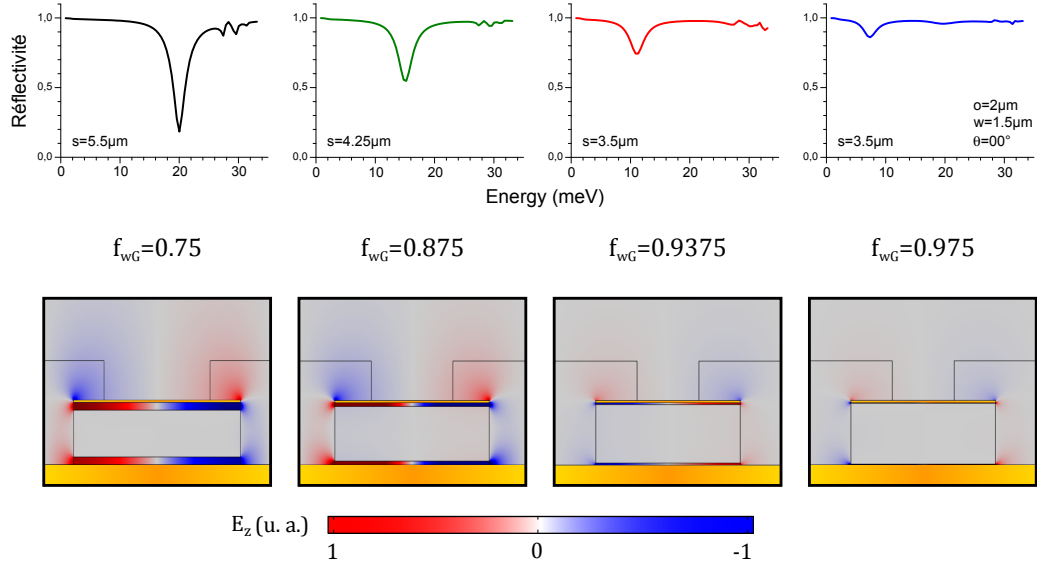 Réflectivité
1,0
0,5
0,0
s=5.5µm
0 10 20 30
1,0
0,5
0,0
s=4.25µm
0 10 20 30
1,0
0,5
0,0
s=3.5µm
0 10 20 30
1,0
0,5
0,0
s=3.5µm
o=2µm
w=1.5µm
θ=00°
0 10 20 30
Energy (meV)
fwG=0.75
fwG=0.875
fwG=0.9375
fwG=0.975
Ez (u. a.)
1 0 -1